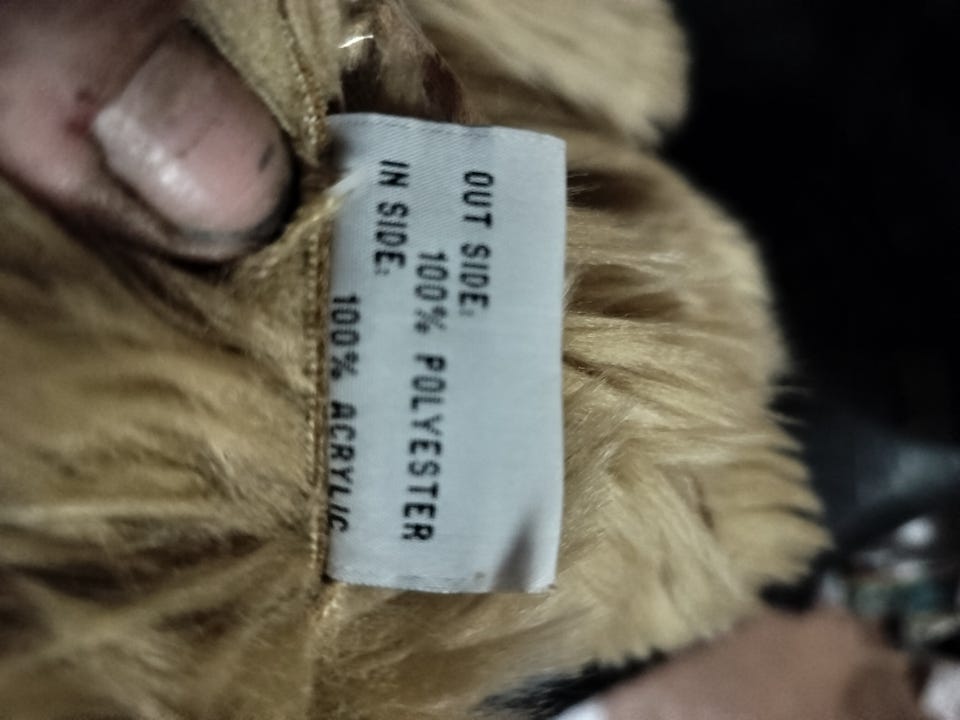 OUT SIDE:
100% POLYESTER
IN SIDE:
100% ACRYLIC